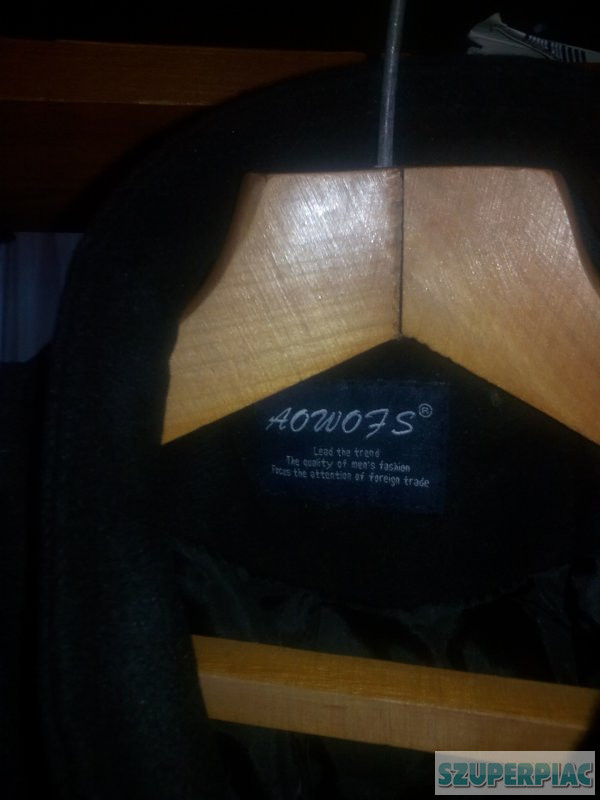 AOWOFS®
Lead the trend
The quality of men's fashion
Focus the attention of foreign trade
SZUPERPIAC